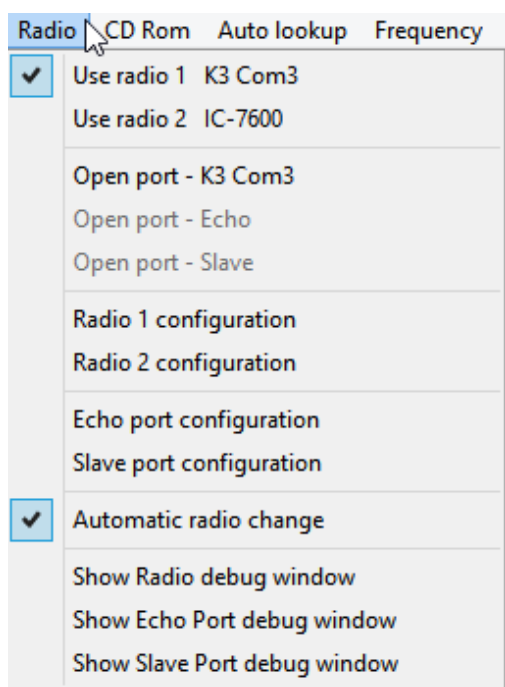 Radio CD Rom Auto lookup Frequency
Use radio 1 K3 Com3
Use radio 2 IC-7600
Open port - K3 Com3
Open port - Echo
Open port - Slave
Radio 1 configuration
Radio 2 configuration
Echo port configuration
Slave port configuration
Automatic radio change
Show Radio debug window
Show Echo Port debug window
Show Slave Port debug window